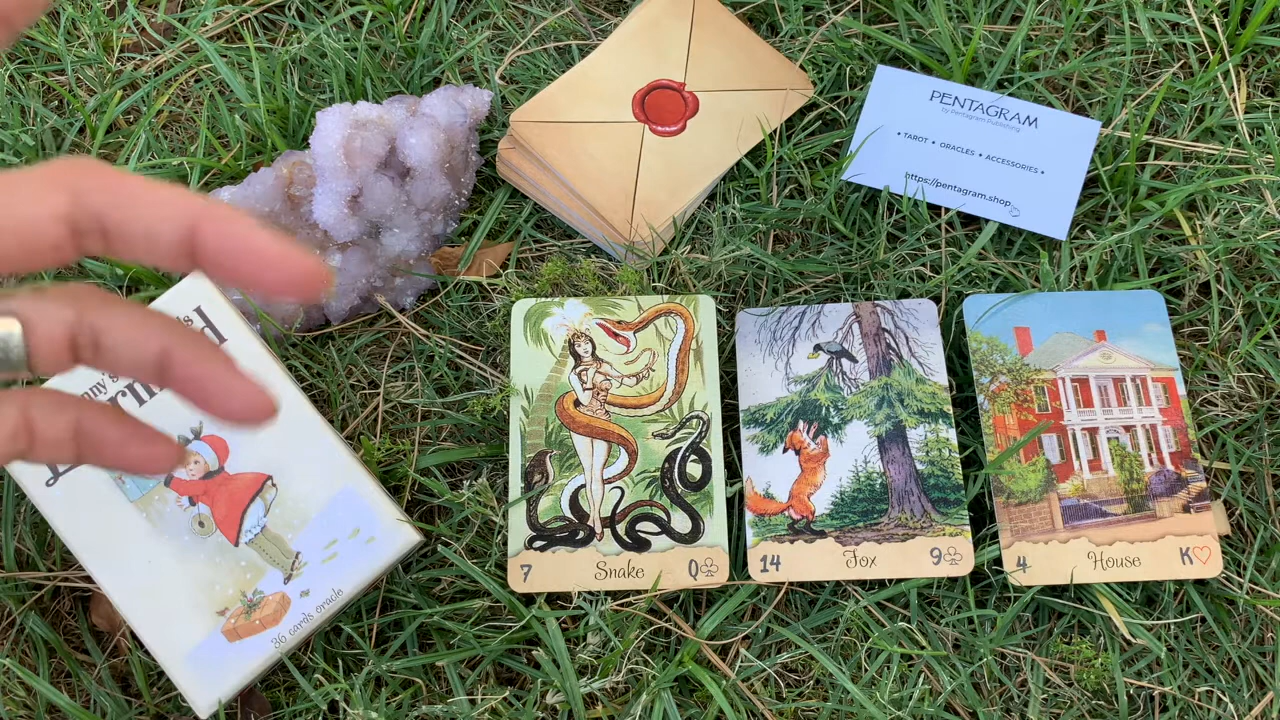 PENTAGRAM
by Pentagram Publishing
• TAROT • ORACLES • ACCESSORIES •
https://pentagram.shop
36 cards oracle
7 Snake Q♧
14 Fox 9♧
4 House K♡